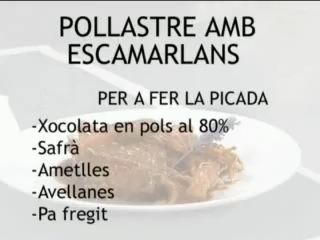 POLLASTRE AMB
ESCAMARLANS
PER A FER LA PICADA
-Xocolata en pols al 80%
-Safrà
-Ametlles
-Avellanes
-Pa fregit